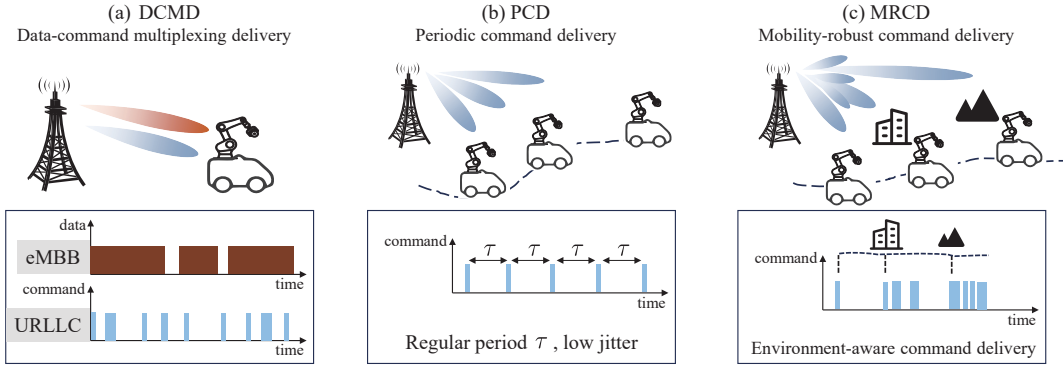 (a) DCMD
Data-command multiplexing delivery
data
eMBB
time
command
URLLC
time
(b) PCD
Periodic command delivery
command
τ τ τ τ
time
Regular period τ , low jitter
(c) MRCD
Mobility-robust command delivery
command
time
Environment-aware command delivery